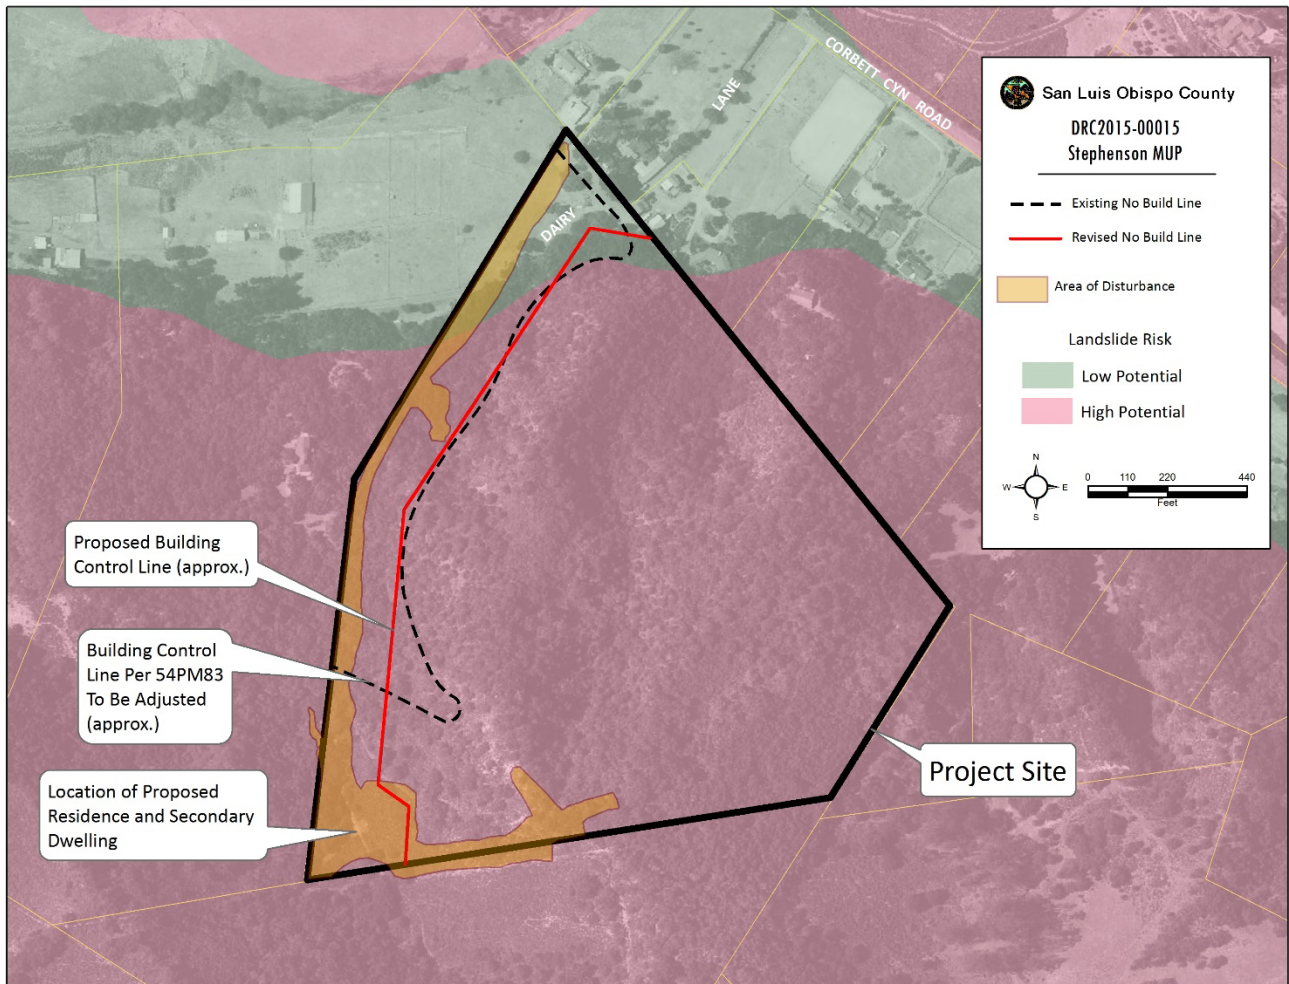 CORBETT CYN ROAD
LANE
DAIRY
San Luis Obispo County
DRC2015-00015
Stephenson MUP
Existing No Build Line
Revised No Build Line
Area of Disturbance
Landslide Risk
Low Potential
High Potential
N
W
E
S
0 110 220 440
Feet
Proposed Building
Control Line (approx.)
Building Control
Line Per 54PM83
To Be Adjusted
(approx.)
Location of Proposed
Residence and Secondary
Dwelling
Project Site